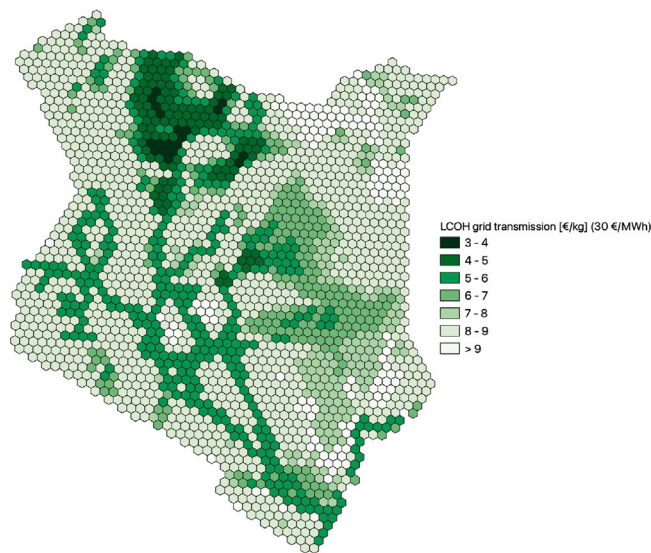 LCOH grid transmission [€/kg] (30 €/MWh)
3 - 4
4 - 5
5 - 6
6 - 7
7 - 8
8 - 9
> 9